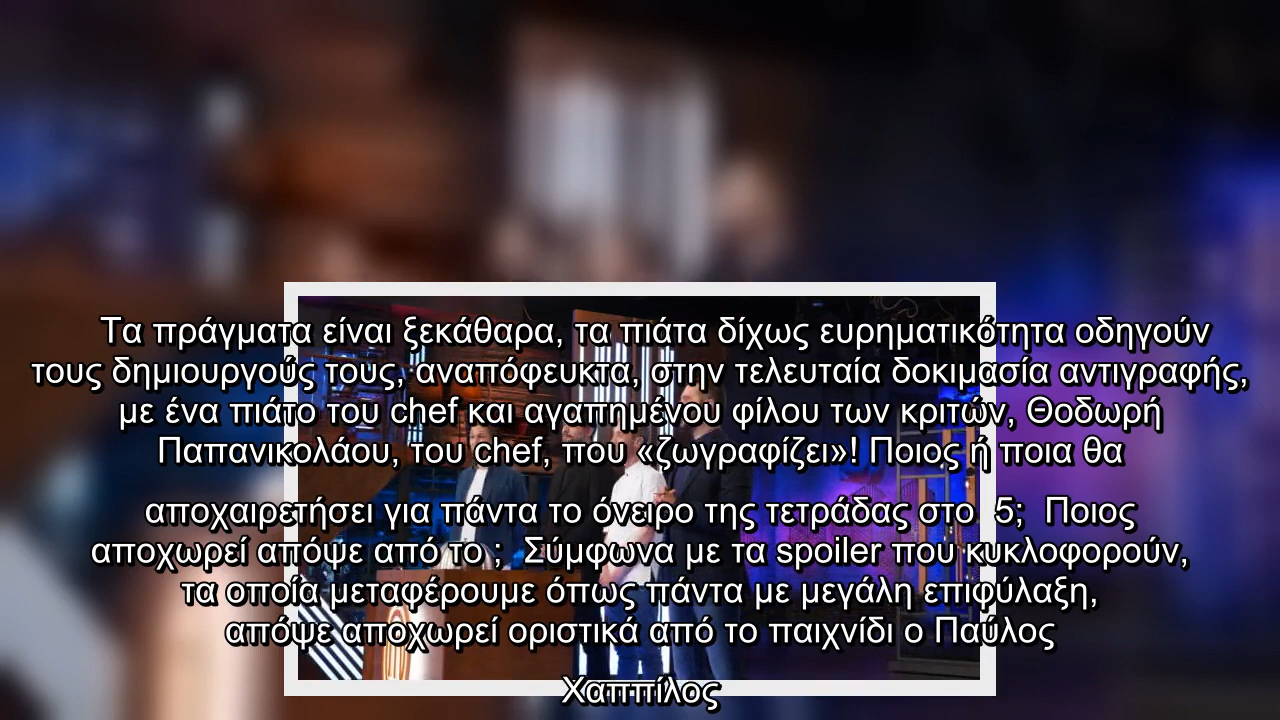 Τα πράγματα είναι ξεκάθαρα, τα πιάτα δίχως ευρηματικότητα οδηγούν
τους δημιουργούς τους, αναπόφευκτα, στην τελευταία δοκιμασία αντιγραφής,
με ένα πιάτο του chef και αγαπημένου φίλου των κριτών, Θοδωρή
Παπανικολάου, του chef, που «ζωγραφίζει»! Ποιος ή ποια θα
αποχαιρετήσει για πάντα το όνειρο της τετράδας στο  5;  Ποιος
αποχωρεί απόψε από το ;  Σύμφωνα με τα spoiler που κυκλοφορούν,
τα οποία μεταφέρουμε όπως πάντα με μεγάλη επιφύλαξη,
απόψε αποχωρεί οριστικά από το παιχνίδι ο Παύλος
Χαππίλος